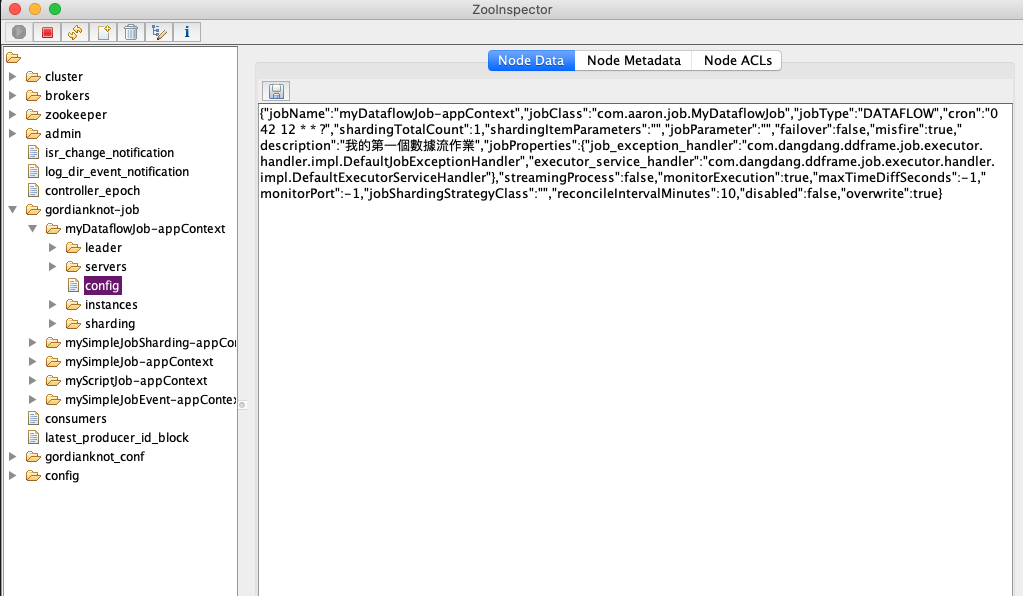 ZooInspector
cluster
brokers
zookeeper
admin
isr_change_notification
log_dir_event_notification
controller_epoch
gordianknot-job
myDataflowJob-appContext
leader
servers
config
instances
sharding
mySimpleJobSharding-appCo
mySimpleJob-appContext
myScriptJob-appContext
mySimpleJobEvent-appContex
consumers
latest_producer_id_block
gordianknot_conf
config
Node Data Node Metadata Node ACLs
{"jobName":"myDataflowJob-appContext","jobClass":"com.aaron.job.MyDataflowJob","jobType":"DATAFLOW","cron":"0
42 12 * * ?","shardingTotalCount":1,"shardingItemParameters":"","jobParameter":"","failover":false,"misfire":true,"
description":"我的第一個數據流作業","jobProperties":{"job_exception_handler":"com.dangdang.ddframe.job.executor.
handler.impl.DefaultJobExceptionHandler","executor_service_handler":"com.dangdang.ddframe.job.executor.handler.
impl.DefaultExecutorServiceHandler"},"streamingProcess":false,"monitorExecution":true,"maxTimeDiffSeconds":-1,"
monitorPort":-1,"jobShardingStrategyClass":"","reconcileIntervalMinutes":10,"disabled":false,"overwrite":true}